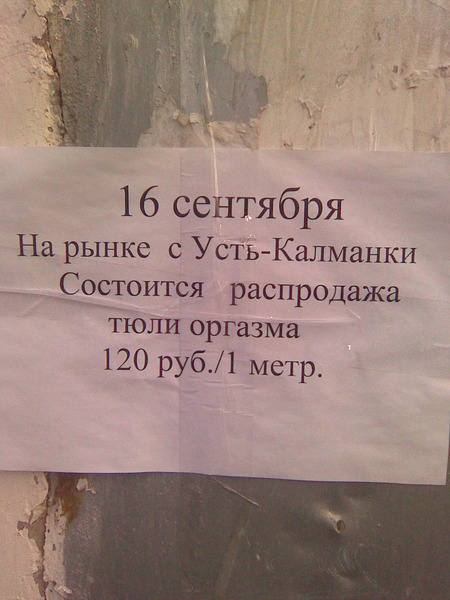 16 сентября
На рынке с Усть-Калманки
Состоится распродажа
тюли оргазма
120 руб./1 метр.